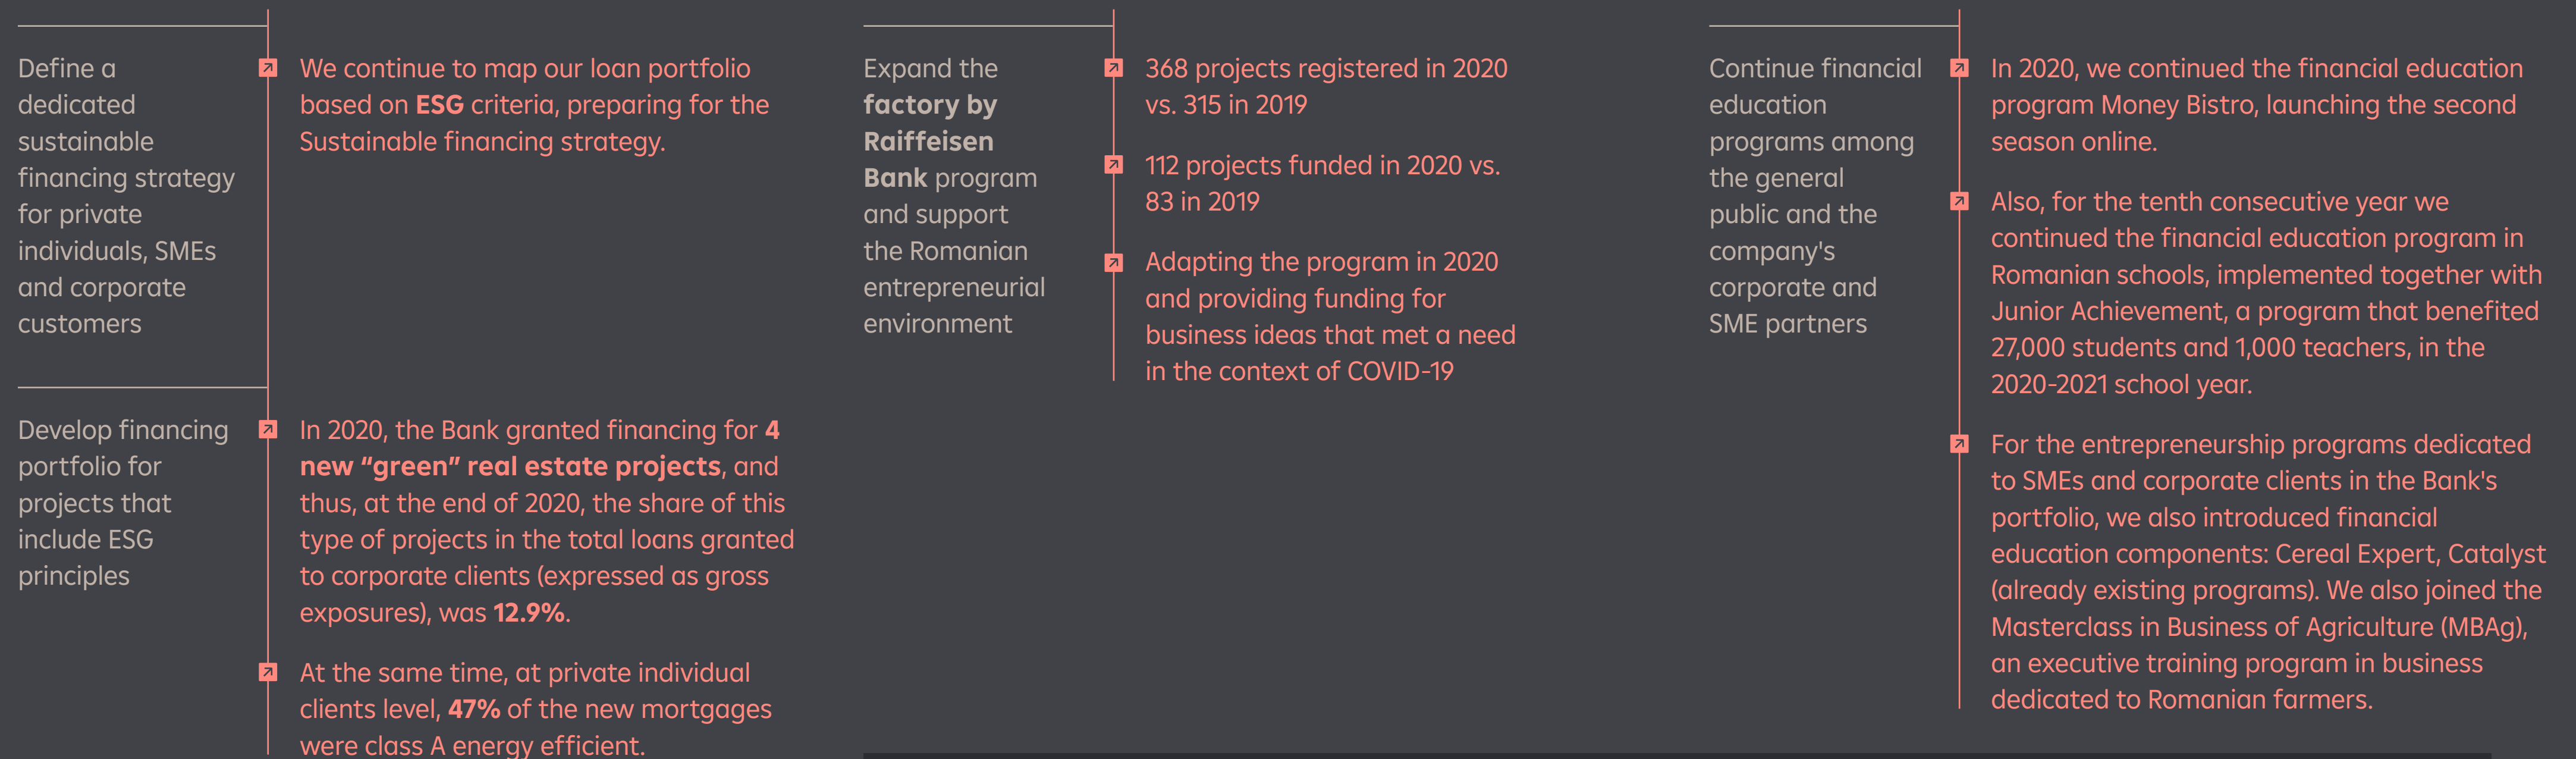 Define a
dedicated
sustainable
financing strategy
for private
individuals, SMEs
and corporate
customers
We continue to map our loan portfolio
based on ESG criteria, preparing for the
Sustainable financing strategy.
Develop financing
portfolio for
projects that
include ESG
principles
In 2020, the Bank granted financing for 4
new “green” real estate projects, and
thus, at the end of 2020, the share of this
type of projects in the total loans granted
to corporate clients (expressed as gross
exposures), was 12.9%.
At the same time, at private individual
clients level, 47% of the new mortgages
were class A energy efficient.
Expand the
factory by
Raiffeisen
Bank program
and support
the Romanian
entrepreneurial
environment
368 projects registered in 2020
vs. 315 in 2019
112 projects funded in 2020 vs.
83 in 2019
Adapting the program in 2020
and providing funding for
business ideas that met a need
in the context of COVID-19
Continue financial
education
programs among
the general
public and the
company's
corporate and
SME partners
In 2020, we continued the financial education
program Money Bistro, launching the second
season online.
Also, for the tenth consecutive year we
continued the financial education program in
Romanian schools, implemented together with
Junior Achievement, a program that benefited
27,000 students and 1,000 teachers, in the
2020-2021 school year.
For the entrepreneurship programs dedicated
to SMEs and corporate clients in the Bank's
portfolio, we also introduced financial
education components: Cereal Expert, Catalyst
(already existing programs). We also joined the
Masterclass in Business of Agriculture (MBAg),
an executive training program in business
dedicated to Romanian farmers.